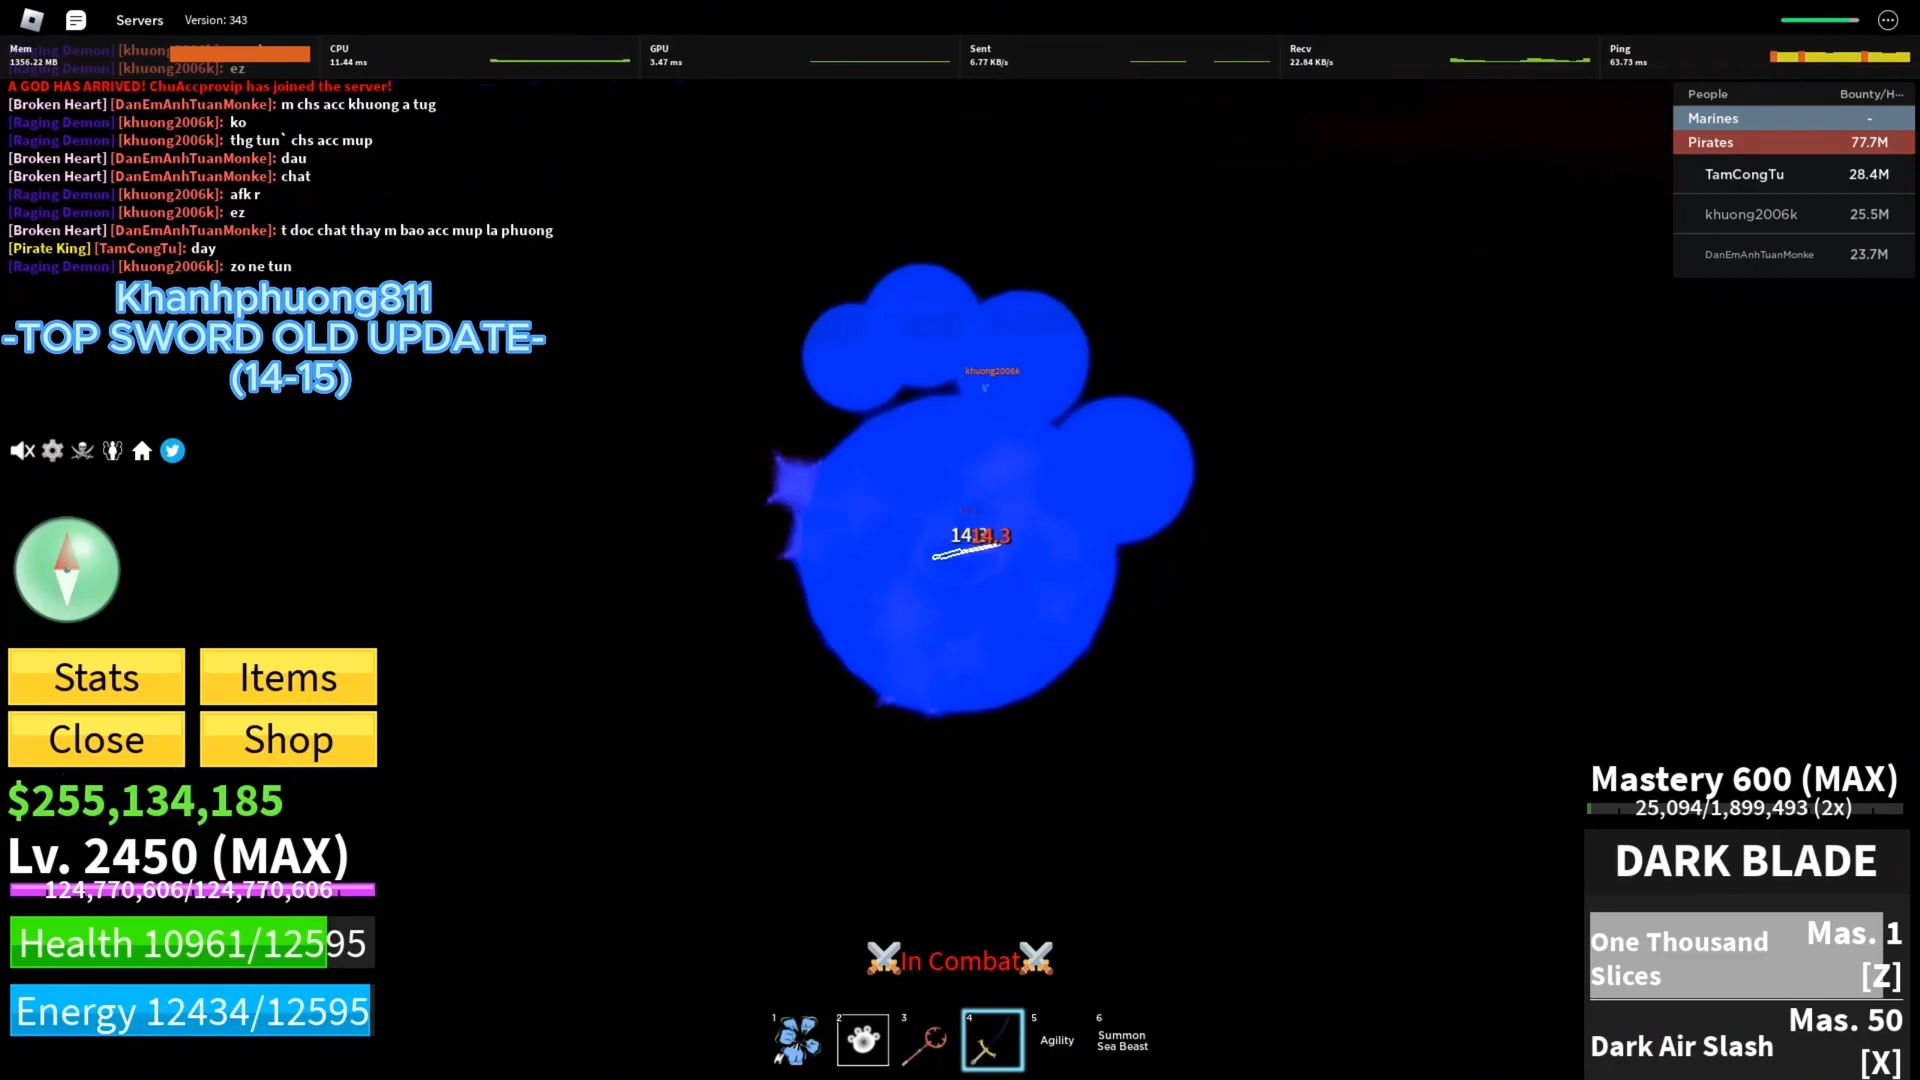 Servers Version: 343
Mem
1356.22 MB
CPU
11.44 ms
GPU
3.47 ms
Sent
6.77 KB/s
Recv
22.84 KB/s
Ping
63.73 ms
[Raging Demon] [khuong2006k]: ez
A GOD HAS ARRIVED! ChuAccprovip has joined the server!
[Broken Heart] [DanEmAnhTuanMonke]: m chs acc khuong a tug
[Raging Demon] [khuong2006k]: ko
[Raging Demon] [khuong2006k]: thg tun` chs acc mup
[Broken Heart] [DanEmAnhTuanMonke]: dau
[Broken Heart] [DanEmAnhTuanMonke]: chat
[Raging Demon] [khuong2006k]: afk r
[Raging Demon] [khuong2006k]: ez
[Broken Heart] [DanEmAnhTuanMonke]: t doc chat thay m bao acc mup la phuong
[Pirate King] [TamCongTu]: day
[Raging Demon] [khuong2006k]: zo ne tun
Khanhphuong811
-TOP SWORD OLD UPDATE-
(14-15)
People Bounty/H...
Marines -
Pirates 77.7M
TamCongTu 28.4M
khuong2006k 25.5M
DanEmAnhTuanMonke 23.7M
khuong2006k
14.3
Stats Items
Close Shop
$255,134,185
Lv. 2450 (MAX)
124,770,606/124,770,606
Health 10961/12595
Energy 12434/12595
In Combat
1 2 3 4 5 6
Agility
Summon
Sea Beast
Mastery 600 (MAX)
25,094/1,899,493 (2x)
DARK BLADE
One Thousand
Slices
Mas. 1
[Z]
Dark Air Slash
Mas. 50
[X]